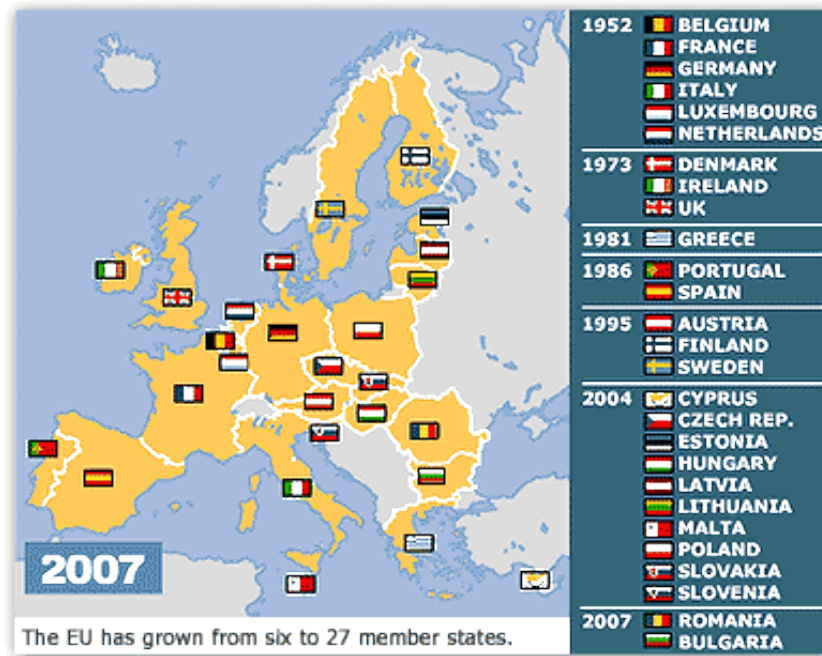 1952 BELGIUM
FRANCE
GERMANY
ITALY
LUXEMBOURG
NETHERLANDS
1973 DENMARK
IRELAND
UK
1981 GREECE
1986 PORTUGAL
SPAIN
1995 AUSTRIA
FINLAND
SWEDEN
2004 CYPRUS
CZECH REP.
ESTONIA
HUNGARY
LATVIA
LITHUANIA
MALTA
POLAND
SLOVAKIA
SLOVENIA
2007 ROMANIA
BULGARIA
2007
The EU has grown from six to 27 member states.